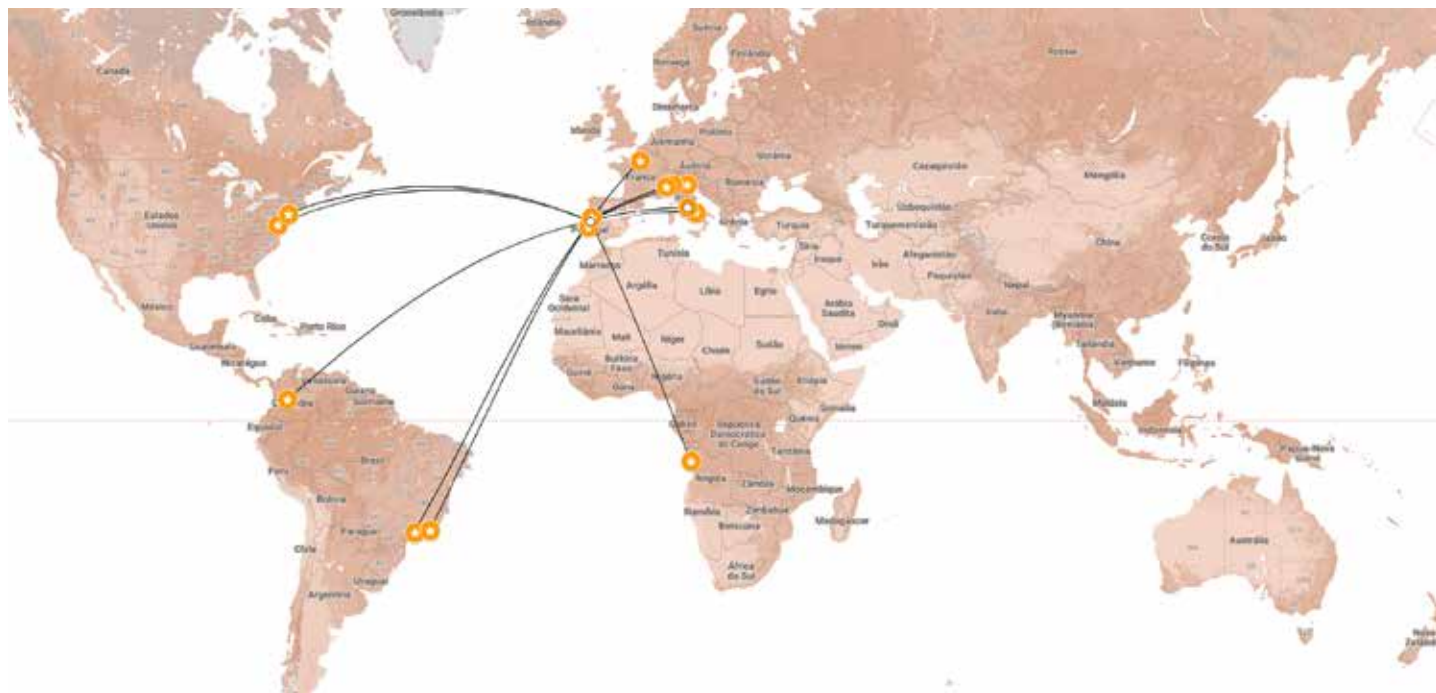 Gronelândia
Islândia
Suécia
Finlândia
Noruega
Rússia
Canadá
Dinamarca
Irlanda
Polónia
Alemanha
Ucrânia
Cazaquistão
Áustria
França
Mongólia
Roménia
Estados
Unidos
Usbequistão
Grécia
Turquia
Turquemenistão
China
Coreia
do Sul
Japão
Síria
Afeganistão
Tunísia
Marrocos
Iraque
Irão
Paquistão
Argélia
Líbia
Egito
Nepal
Sara
Ocidental
Arábia
Saudita
México
Cuba
Porto Rico
Índia
Omã
Myanmar
(Birmânia)
Mauritânia
Mali
Níger
Chade
Sudão
Iémen
Tailândia
Guatemala
Nicarágua
Burkina
Faso
Vietname
Filipinas
Guiné
Gana
Nigéria
Sudão
do Sul
Etiópia
Venezuela
Guiana
Suriname
Somália
Maldivas
Equador
Gabão
República
Democrática
do Congo
Quénia
Indonésia
Papua-Nova
Guiné
Peru
Brasil
Tanzânia
Angola
Zâmbia
Moçambique
Bolívia
Namíbia
Zimbabué
Botsuana
Madagáscar
Paraguai
Austrália
Chile
África
do Sul
Uruguai
Argentina
Nova
Zelândia